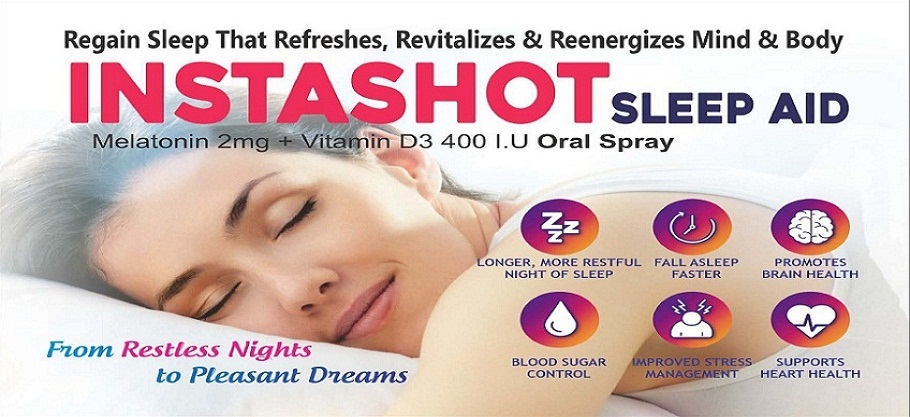 Regain Sleep That Refreshes, Revitalizes & Reenergizes Mind & Body
INSTASHOT SLEEP AID
Melatonin 2mg + Vitamin D3 400 I.U Oral Spray
ZZZ
LONGER, MORE RESTFUL
NIGHT OF SLEEP
FALL ASLEEP
FASTER
PROMOTES
BRAIN HEALTH
BLOOD SUGAR
CONTROL
IMPROVED STRESS
MANAGEMENT
SUPPORTS
HEART HEALTH
From Restless Nights
to Pleasant Dreams